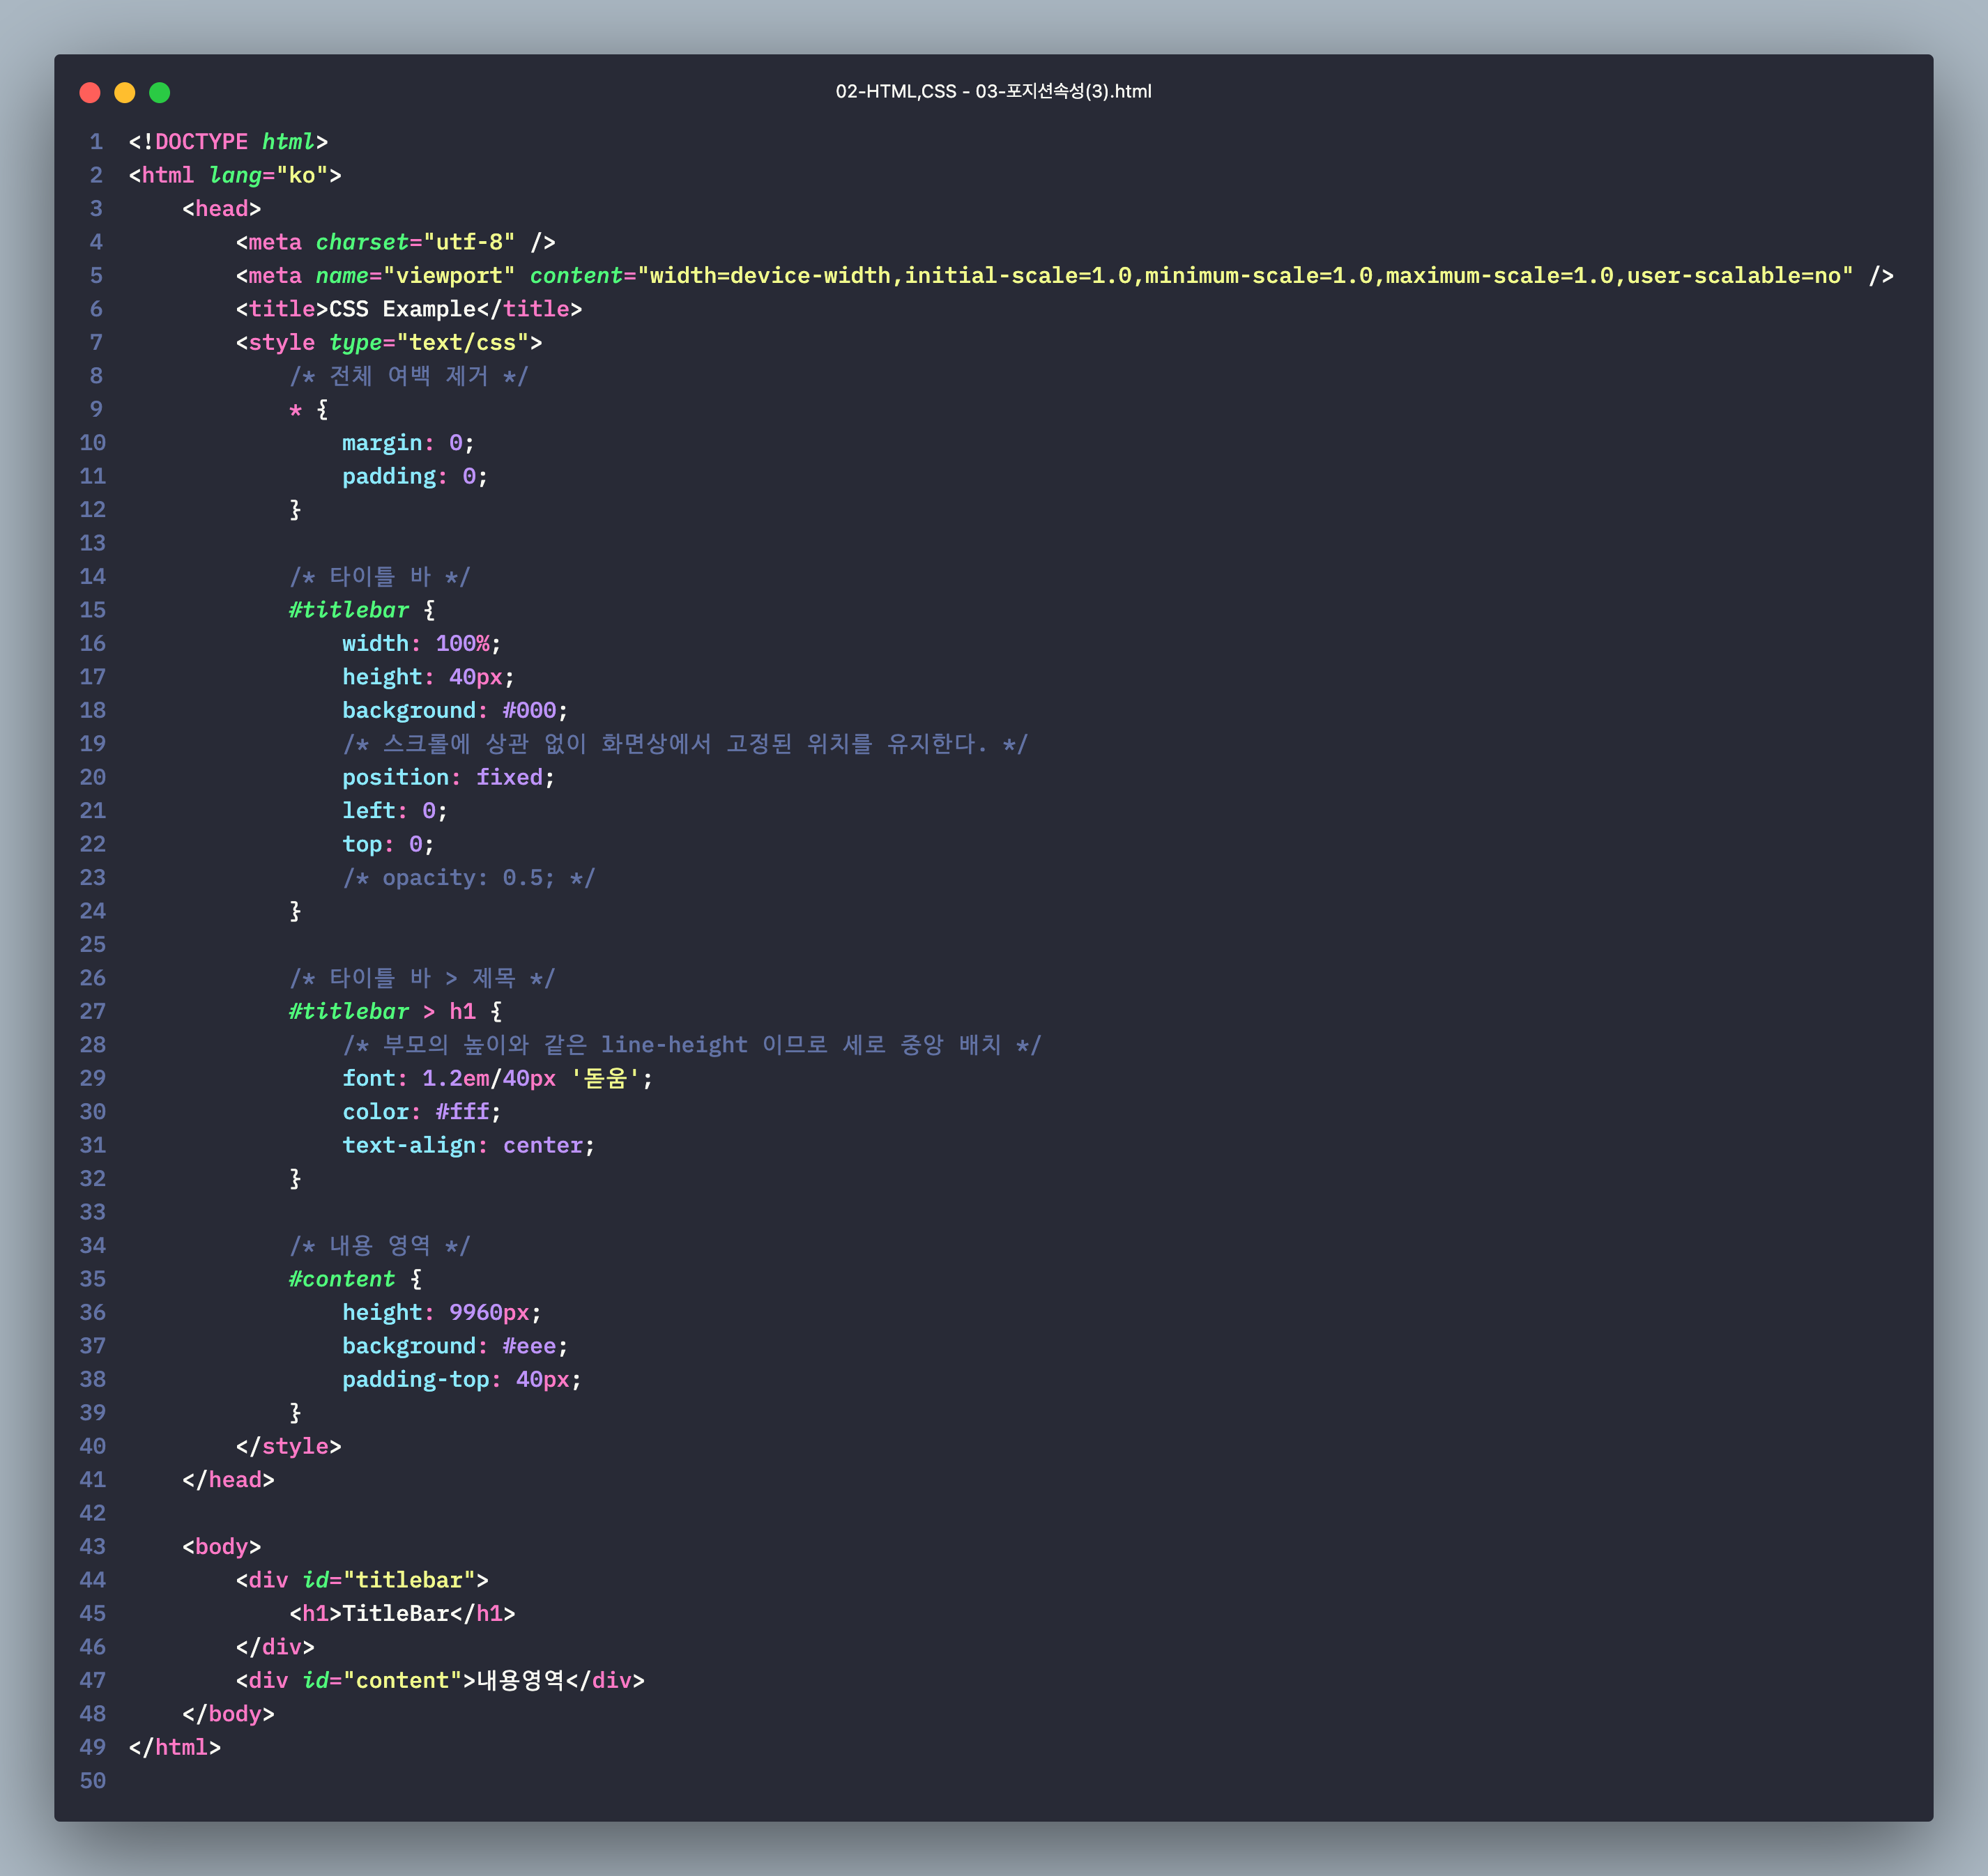 02-HTML,CSS - 03-포지션속성(3).html
1 <!DOCTYPE html>
2 <html lang="ko">
3     <head>
4         <meta charset="utf-8" />
5         <meta name="viewport" content="width=device-width,initial-scale=1.0,minimum-scale=1.0,maximum-scale=1.0,user-scalable=no" />
6         <title>CSS Example</title>
7         <style type="text/css">
8             /* 전체 여백 제거 */
9             * {
10                 margin: 0;
11                 padding: 0;
12             }
13
14             /* 타이틀 바 */
15             #titlebar {
16                 width: 100%;
17                 height: 40px;
18                 background: #000;
19                 /* 스크롤에 상관 없이 화면상에서 고정된 위치를 유지한다. */
20                 position: fixed;
21                 left: 0;
22                 top: 0;
23                 /* opacity: 0.5; */
24             }
25
26             /* 타이틀 바 > 제목 */
27             #titlebar > h1 {
28                 /* 부모의 높이와 같은 line-height 이므로 세로 중앙 배치 */
29                 font: 1.2em/40px '돋움';
30                 color: #fff;
31                 text-align: center;
32             }
33
34             /* 내용 영역 */
35             #content {
36                 height: 9960px;
37                 background: #eee;
38                 padding-top: 40px;
39             }
40         </style>
41     </head>
42
43     <body>
44         <div id="titlebar">
45             <h1>TitleBar</h1>
46         </div>
47         <div id="content">내용영역</div>
48     </body>
49 </html>
50